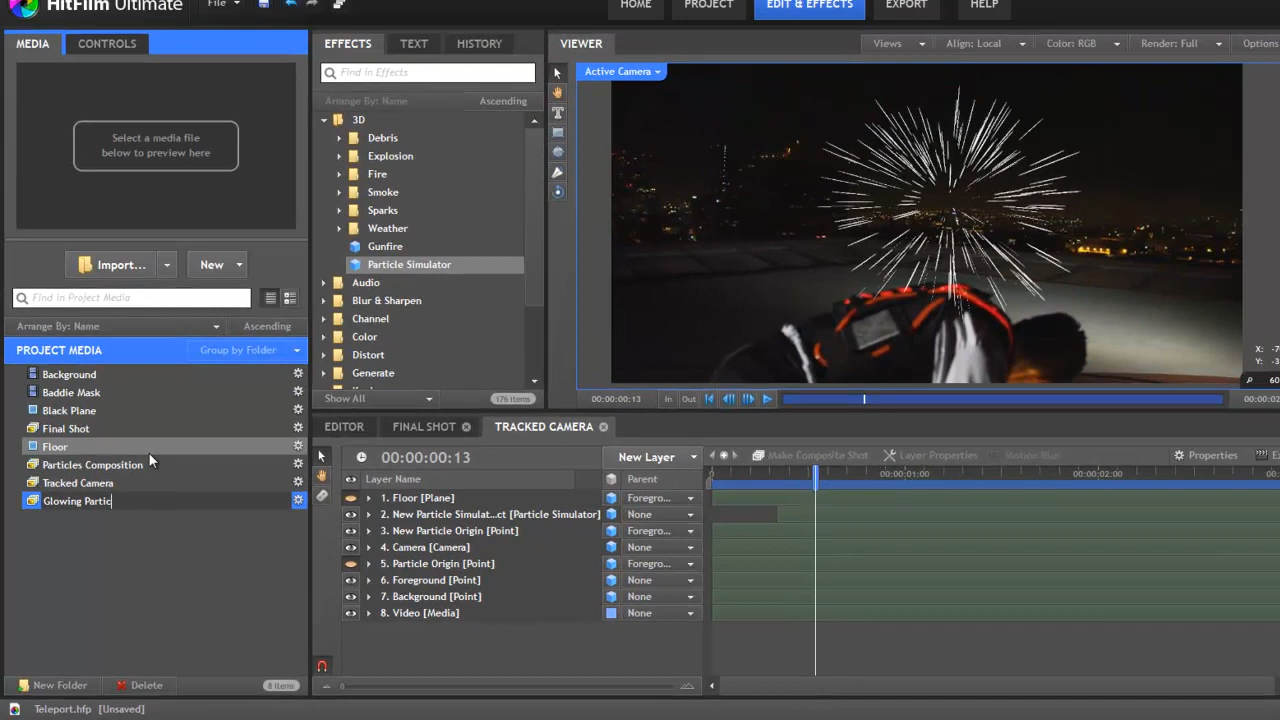 HitFilm Ultimate
File
HOME
PROJECT
EDIT & EFFECTS
EXPORT
HELP
MEDIA
CONTROLS
Select a media file
below to preview here
Import...
New
Find in Project Media
Arrange By: Name
Ascending
PROJECT MEDIA
Group by Folder
Background
Baddie Mask
Black Plane
Final Shot
Floor
Particles Composition
Tracked Camera
Glowing Partic
New Folder
Delete
8 items
Teleport.hfp [Unsaved]
EFFECTS
TEXT
HISTORY
Find in Effects
Arrange By: Name
Ascending
3D
Debris
Explosion
Fire
Smoke
Sparks
Weather
Gunfire
Particle Simulator
Audio
Blur & Sharpen
Channel
Color
Distort
Generate
Show All
176 items
VIEWER
Views
Align: Local
Color: RGB
Render: Full
Options
Active Camera
X: -7
Y: -3
60
00:00:00:13
In
Out
00:00:02
EDITOR
FINAL SHOT
TRACKED CAMERA
00:00:00:13
New Layer
Make Composite Shot
Layer Properties
Motion Blur
Properties
Layer Name
Parent
00:00:01:00
00:00:02:00
1. Floor [Plane]
Foregro...
2. New Particle Simulat...ct [Particle Simulator]
None
3. New Particle Origin [Point]
Foregro...
4. Camera [Camera]
None
5. Particle Origin [Point]
Foregro...
6. Foreground [Point]
None
7. Background [Point]
None
8. Video [Media]
None